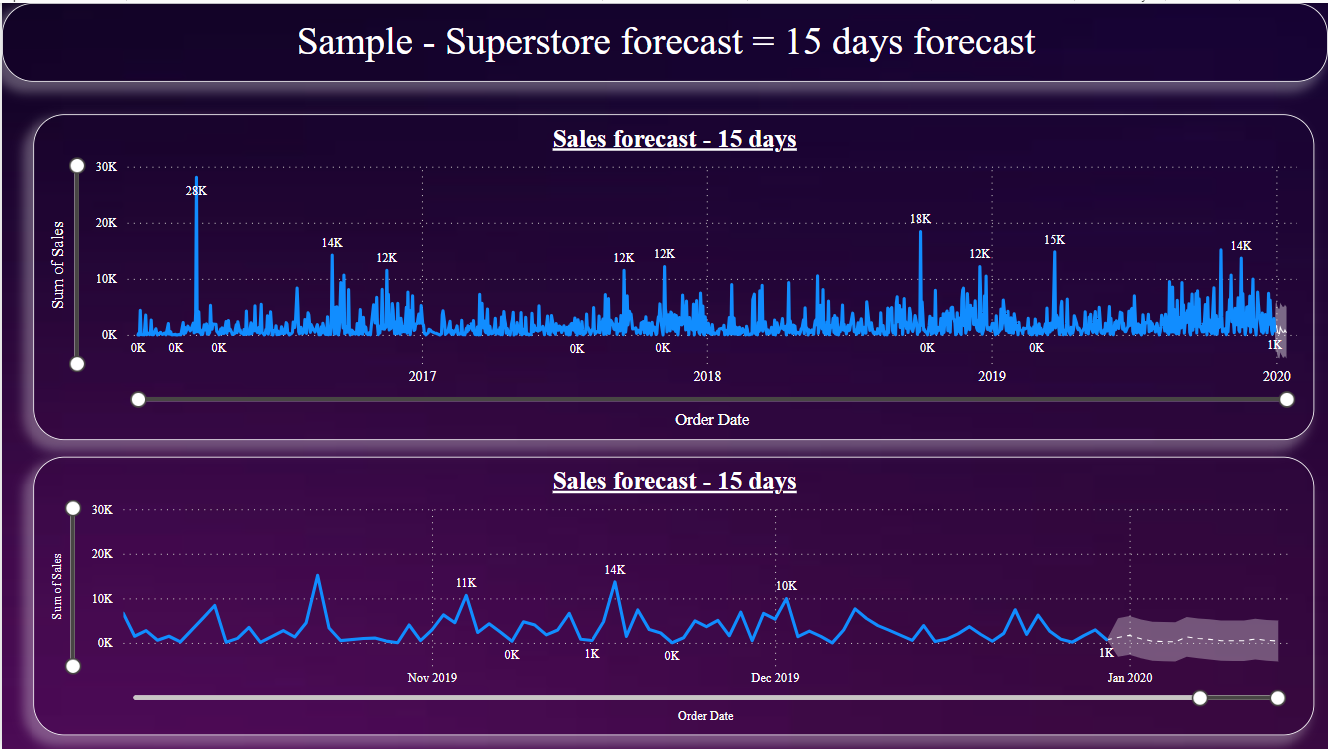 Sample - Superstore forecast = 15 days forecast
Sales forecast - 15 days
30K
28K
20K
18K
15K
14K
14K
12K
12K
12K
12K
10K
0K
0K 0K 0K 0K 0K 0K 0K 1K
Sum of Sales
2017 2018 2019 2020
Order Date
Sales forecast - 15 days
30K
20K
14K
11K
10K
10K
0K
0K 1K 0K 1K
Sum of Sales
Nov 2019 Dec 2019 Jan 2020
Order Date